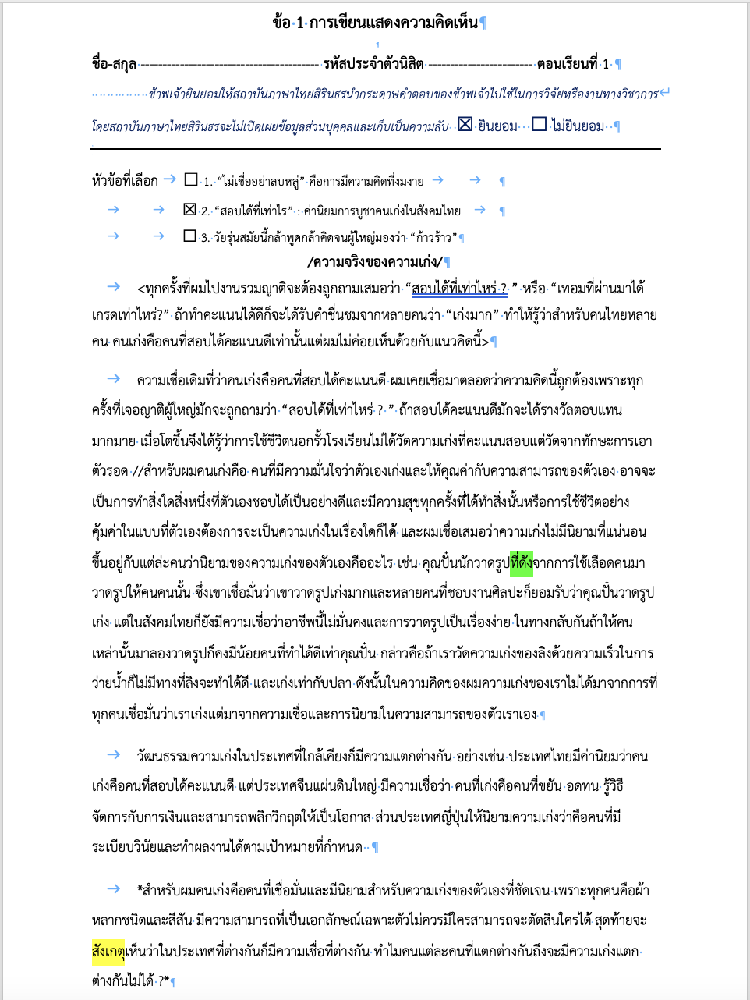 ข้อ 1 การเขียนแสดงความคิดเห็น
ชื่อ-สกุล ----------------------------------------- รหัสประจำตัวนิสิต ------------------------ ตอนเรียนที่ 1
ข้าพเจ้ายินยอมให้สถาบันภาษาไทยสิรินธรนำกระดาษคำตอบของข้าพเจ้าไปใช้ในการวิจัยหรืองานทางวิชาการ
โดยสถาบันภาษาไทยสิรินธรจะไม่เปิดเผยข้อมูลส่วนบุคคลและเก็บเป็นความลับ ☒ ยินยอม ☐ ไม่ยินยอม
หัวข้อที่เลือก ☐ 1. “ไม่เชื่ออย่าลบหลู่” คือการมีความคิดที่งมงาย
☒ 2. “สอบได้ที่เท่าไร” : ค่านิยมการบูชาคนเก่งในสังคมไทย
☐ 3. วัยรุ่นสมัยนี้กล้าพูดกล้าคิดจนผู้ใหญ่มองว่า “ก้าวร้าว”
/ความจริงของความเก่ง/
<ทุกครั้งที่ผมไปงานรวมญาติจะต้องถูกถามเสมอว่า “สอบได้ที่เท่าไหร่ ? ” หรือ “เทอมที่ผ่านมาได้
เกรดเท่าไหร่?” ถ้าทำคะแนนได้ดีก็จะได้รับคำชื่นชมจากหลายคนว่า “เก่งมาก” ทำให้รู้ว่าสำหรับคนไทยหลาย
คน คนเก่งคือคนที่สอบได้คะแนนดีเท่านั้นแต่ผมไม่ค่อยเห็นด้วยกับแนวคิดนี้>
ความเชื่อเดิมที่ว่าคนเก่งคือคนที่สอบได้คะแนนดี ผมเคยเชื่อมาตลอดว่าความคิดนี้ถูกต้องเพราะทุก
ครั้งที่เจอญาติผู้ใหญ่มักจะถูกถามว่า “สอบได้ที่เท่าไหร่ ? ” ถ้าสอบได้คะแนนดีมักจะได้รางวัลตอบแทน
มากมาย เมื่อโตขึ้นจึงได้รู้ว่าการใช้ชีวิตนอกรั้วโรงเรียนไม่ได้วัดความเก่งที่คะแนนสอบแต่วัดจากทักษะการเอา
ตัวรอด //สำหรับผมคนเก่งคือ คนที่มีความมั่นใจว่าตัวเองเก่งและให้คุณค่ากับความสามารถของตัวเอง อาจจะ
เป็นการทำสิ่งใดสิ่งหนึ่งที่ตัวเองชอบได้เป็นอย่างดีและมีความสุขทุกครั้งที่ได้ทำสิ่งนั้นหรือการใช้ชีวิตอย่าง
คุ้มค่าในแบบที่ตัวเองต้องการจะเป็นความเก่งในเรื่องใดก็ได้ และผมเชื่อเสมอว่าความเก่งไม่มีนิยามที่แน่นอน
ขึ้นอยู่กับแต่ล่ะคนว่านิยามของความเก่งของตัวเองคืออะไร เช่น คุณปั๋นนักวาดรูปที่ดังจากการใช้เลือดคนมา
วาดรูปให้คนคนนั้น ซึ่งเขาเชื่อมั่นว่าเขาวาดรูปเก่งมากและหลายคนที่ชอบงานศิลปะก็ยอมรับว่าคุณปั๋นวาดรูป
เก่ง แต่ในสังคมไทยก็ยังมีความเชื่อว่าอาชีพนี้ไม่มั่นคงและการวาดรูปเป็นเรื่องง่าย ในทางกลับกันถ้าให้คน
เหล่านั้นมาลองวาดรูปก็คงมีน้อยคนที่ทำได้ดีเท่าคุณปั๋น กล่าวคือถ้าเราวัดความเก่งของลิงด้วยความเร็วในการ
ว่ายน้ำก็ไม่มีทางที่ลิงจะทำได้ดี และเก่งเท่ากับปลา ดังนั้นในความคิดของผมความเก่งของเราไม่ได้มาจากการที่
ทุกคนเชื่อมั่นว่าเราเก่งแต่มาจากความเชื่อและการนิยามในความสามารถของตัวเราเอง
วัฒนธรรมความเก่งในประเทศที่ใกล้เคียงก็มีความแตกต่างกัน อย่างเช่น ประเทศไทยมีค่านิยมว่าคน
เก่งคือคนที่สอบได้คะแนนดี แต่ประเทศจีนแผ่นดินใหญ่ มีความเชื่อว่า คนที่เก่งคือคนที่ขยัน อดทน รู้วิธี
จัดการกับการเงินและสามารถพลิกวิกฤตให้เป็นโอกาส ส่วนประเทศญี่ปุ่นให้นิยามความเก่งว่าคือคนที่มี
ระเบียบวินัยและทำผลงานได้ตามเป้าหมายที่กำหนด
*สำหรับผมคนเก่งคือคนที่เชื่อมั่นและมีนิยามสำหรับความเก่งของตัวเองที่ชัดเจน เพราะทุกคนคือผ้า
หลากชนิดและสีสัน มีความสามารถที่เป็นเอกลักษณ์เฉพาะตัวไม่ควรมีใครสามารถจะตัดสินใครได้ สุดท้ายจะ
สังเกตุเห็นว่าในประเทศที่ต่างกันก็มีความเชื่อที่ต่างกัน ทำไมคนแต่ละคนที่แตกต่างกันถึงจะมีความเก่งแตก
ต่างกันไม่ได้ ?*